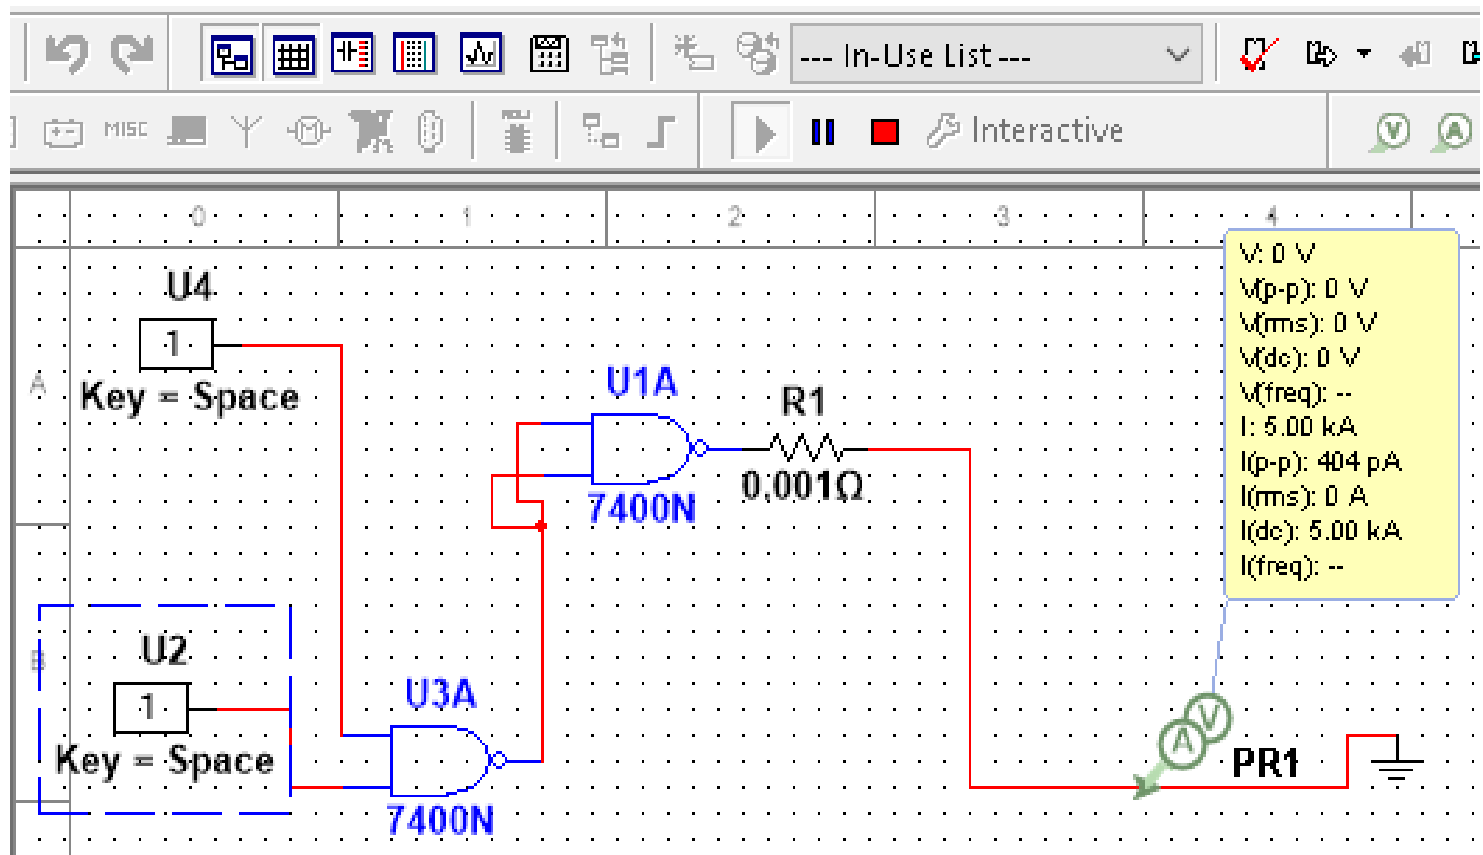 --- In-Use List ---
MISC
Interactive
V
A
0
1
2
3
4
A
B
U4
1
Key = Space
U1A
7400N
R1
0.001Ω
V: 0 V
V(p-p): 0 V
V(rms): 0 V
V(dc): 0 V
V(freq): --
I: 5.00 kA
I(p-p): 404 pA
I(rms): 0 A
I(dc): 5.00 kA
I(freq): --
U2
1
Key = Space
U3A
7400N
V
A
PR1